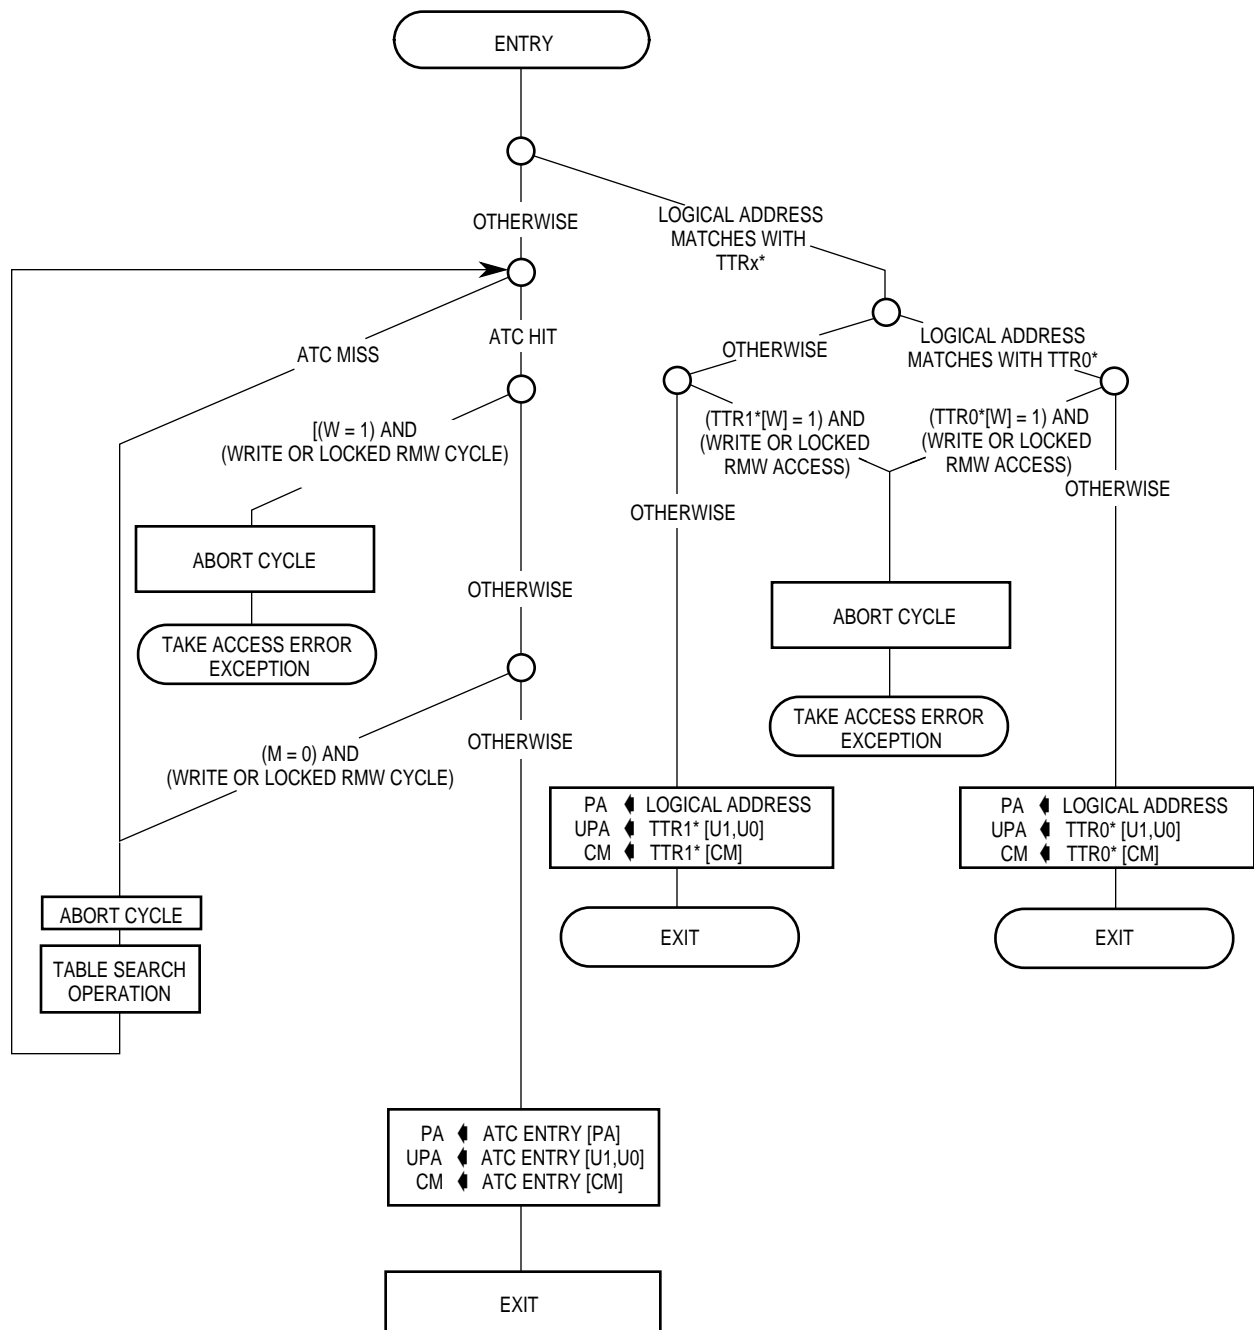 ENTRY
OTHERWISE
LOGICAL ADDRESS
MATCHES WITH
TTRx*
ATC MISS
ATC HIT
OTHERWISE
LOGICAL ADDRESS
MATCHES WITH TTR0*
[(W = 1) AND
(WRITE OR LOCKED RMW CYCLE)
(TTR1*[W] = 1) AND
(WRITE OR LOCKED
RMW ACCESS)
(TTR0*[W] = 1) AND
(WRITE OR LOCKED
RMW ACCESS)
OTHERWISE
OTHERWISE
ABORT CYCLE
TAKE ACCESS ERROR
EXCEPTION
OTHERWISE
ABORT CYCLE
TAKE ACCESS ERROR
EXCEPTION
(M = 0) AND
(WRITE OR LOCKED RMW CYCLE)
OTHERWISE
PA LOGICAL ADDRESS
UPA TTR1* [U1,U0]
CM TTR1* [CM]
PA LOGICAL ADDRESS
UPA TTR0* [U1,U0]
CM TTR0* [CM]
ABORT CYCLE
TABLE SEARCH
OPERATION
EXIT
EXIT
PA ATC ENTRY [PA]
UPA ATC ENTRY [U1,U0]
CM ATC ENTRY [CM]
EXIT